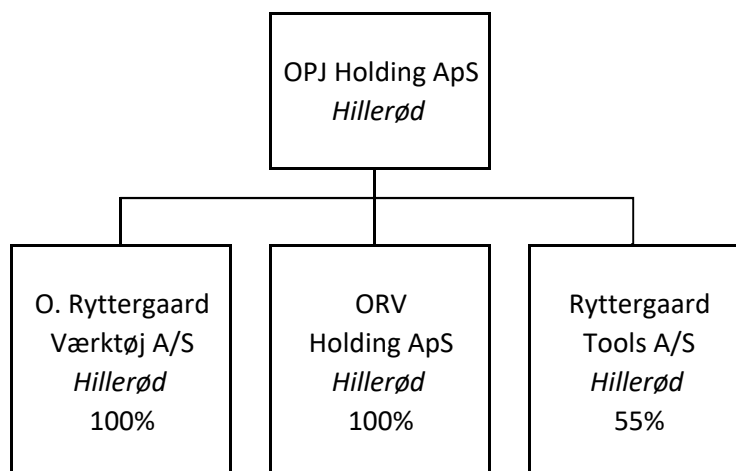 OPJ Holding ApS
Hillerød
O. Ryttergaard
Værktøj A/S
Hillerød
100%
ORV
Holding ApS
Hillerød
100%
Ryttergaard
Tools A/S
Hillerød
55%